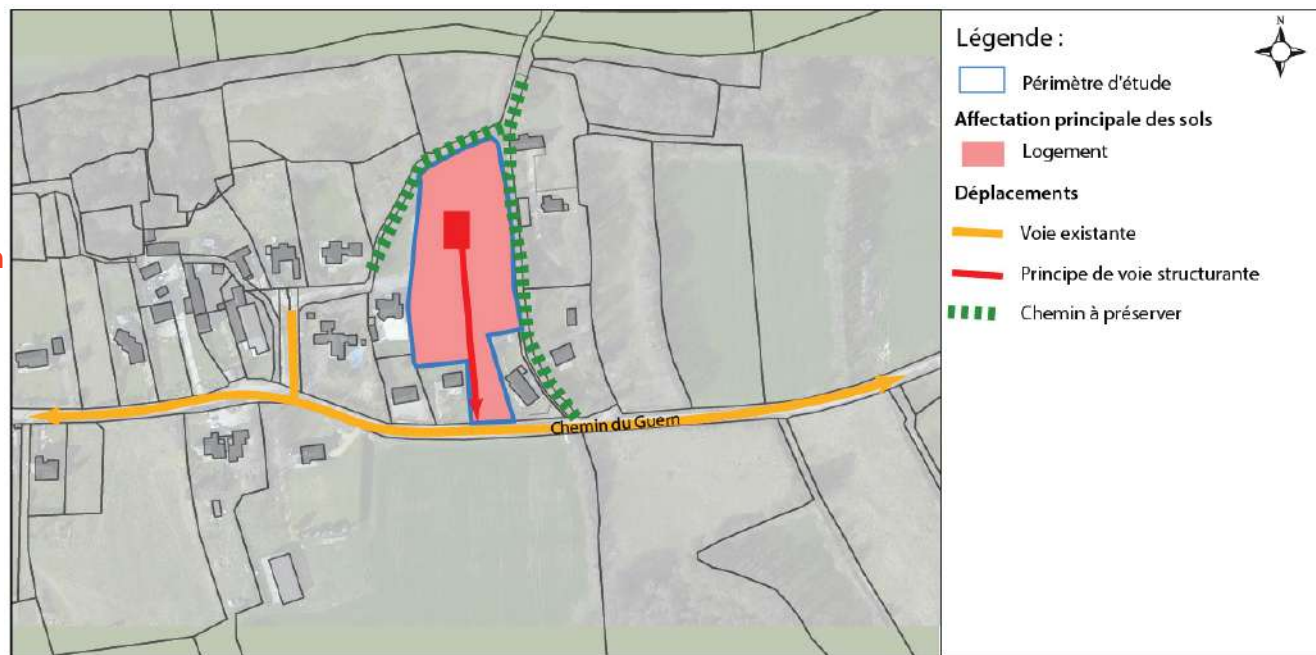 Légende :
N
Périmètre d'étude
Affectation principale des sols
Logement
Déplacements
Voie existante
Principe de voie structurante
Chemin à préserver
Chemin du Guern